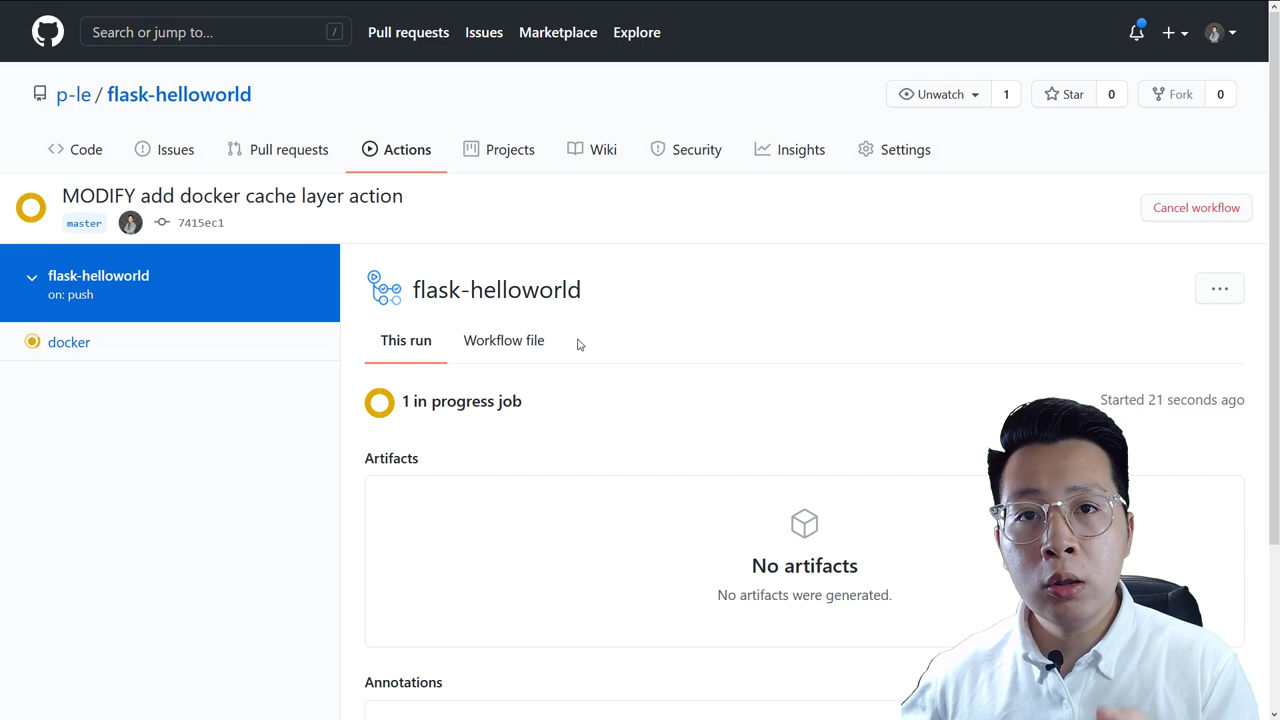 Search or jump to... /
Pull requests Issues Marketplace Explore
p-le / flask-helloworld
Unwatch 1 Star 0 Fork 0
Code Issues Pull requests Actions Projects Wiki Security Insights Settings
MODIFY add docker cache layer action
master 7415ec1
Cancel workflow
flask-helloworld
on: push
docker
flask-helloworld
...
This run Workflow file
1 in progress job
Started 21 seconds ago
Artifacts
No artifacts
No artifacts were generated.
Annotations